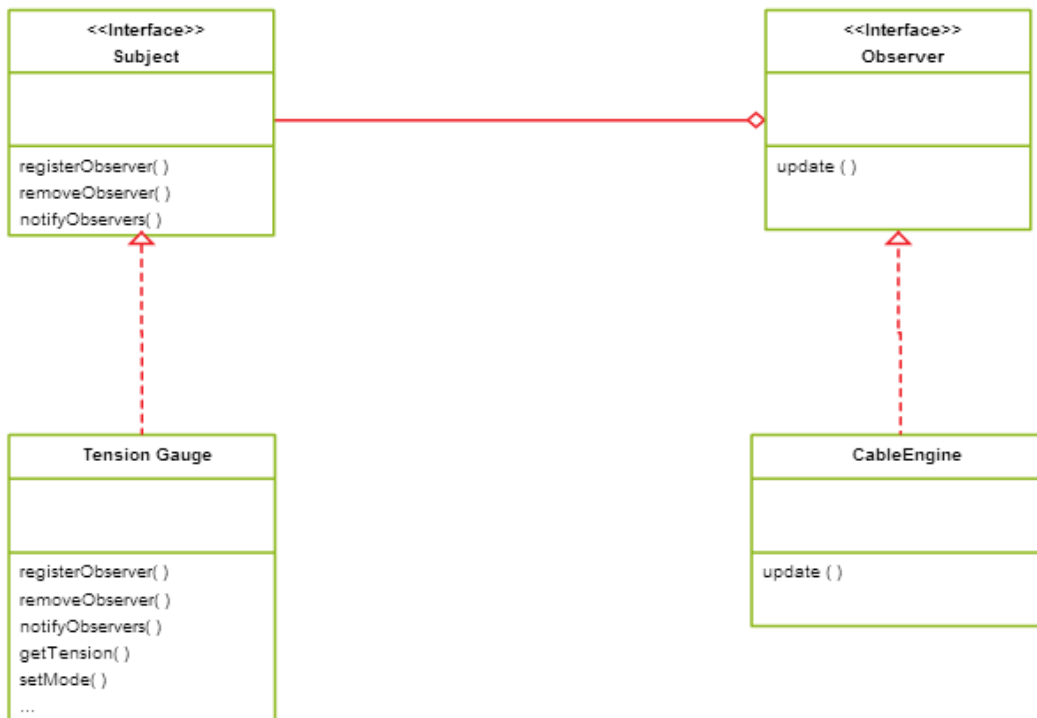 <<Interface>>
Subject
registerObserver( )
removeObserver( )
notifyObservers( )
<<Interface>>
Observer
update ( )
Tension Gauge
registerObserver( )
removeObserver( )
notifyObservers( )
getTension( )
setMode( )
...
CableEngine
update ( )